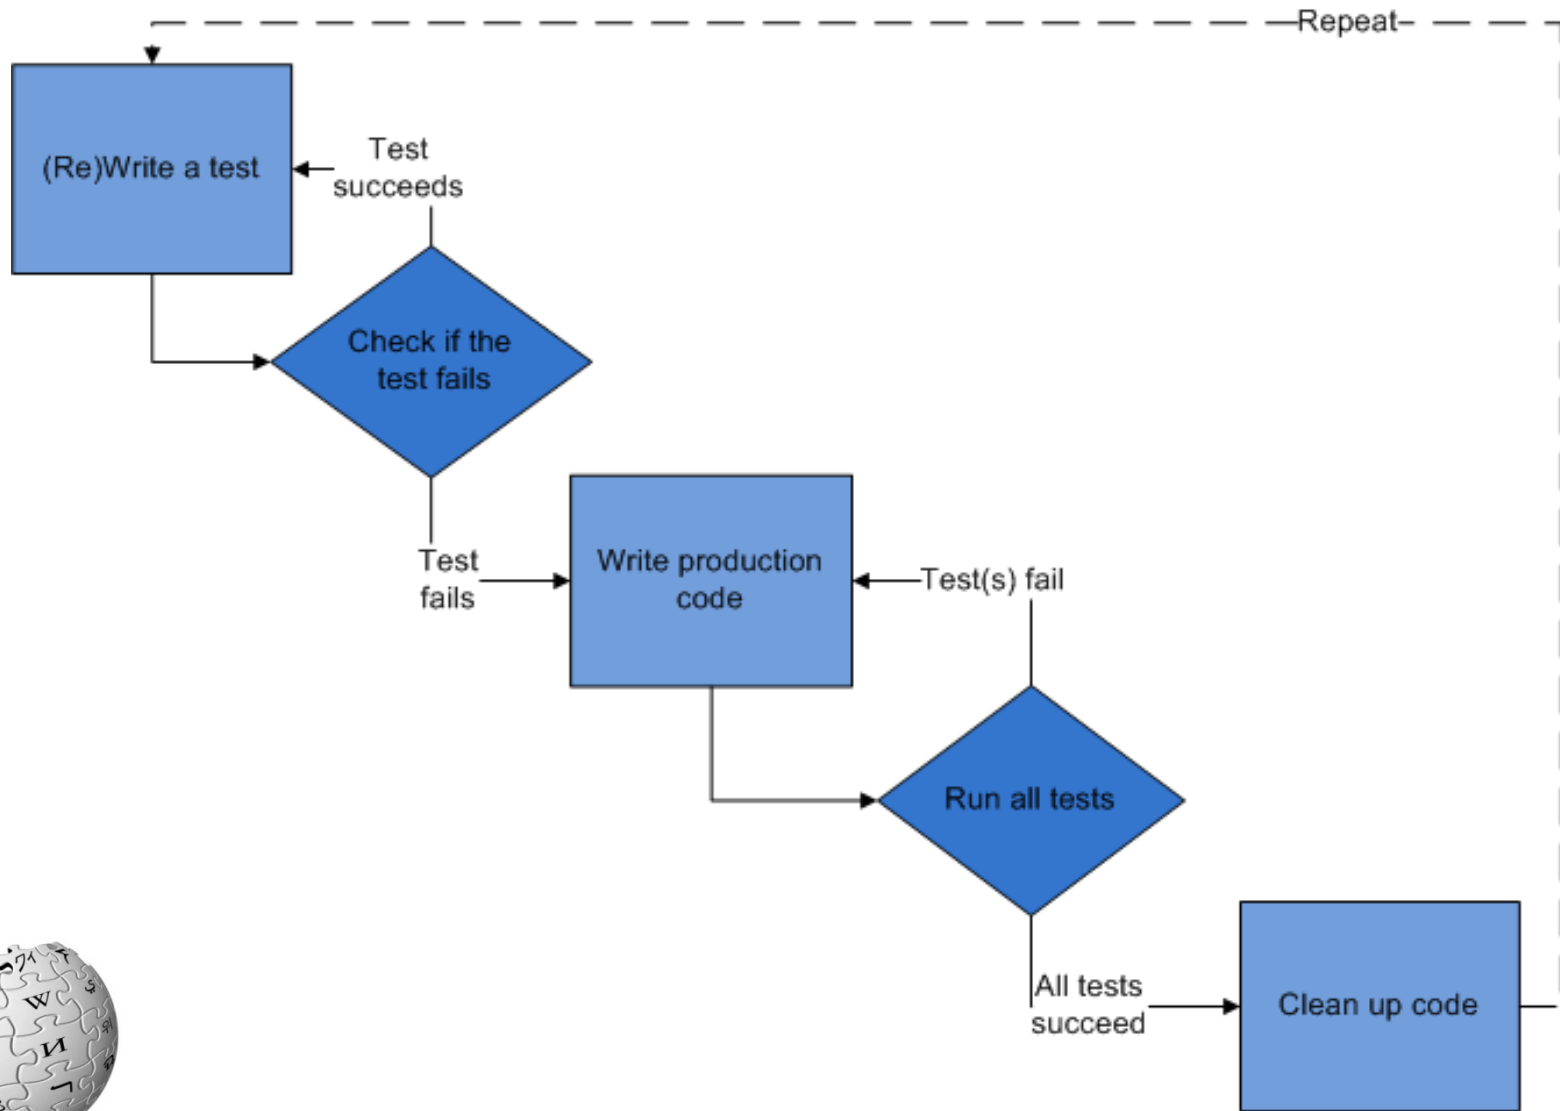 Repeat
(Re)Write a test
Test
succeeds
Check if the
test fails
Test
fails
Write production
code
Test(s) fail
Run all tests
All tests
succeed
Clean up code
W
И